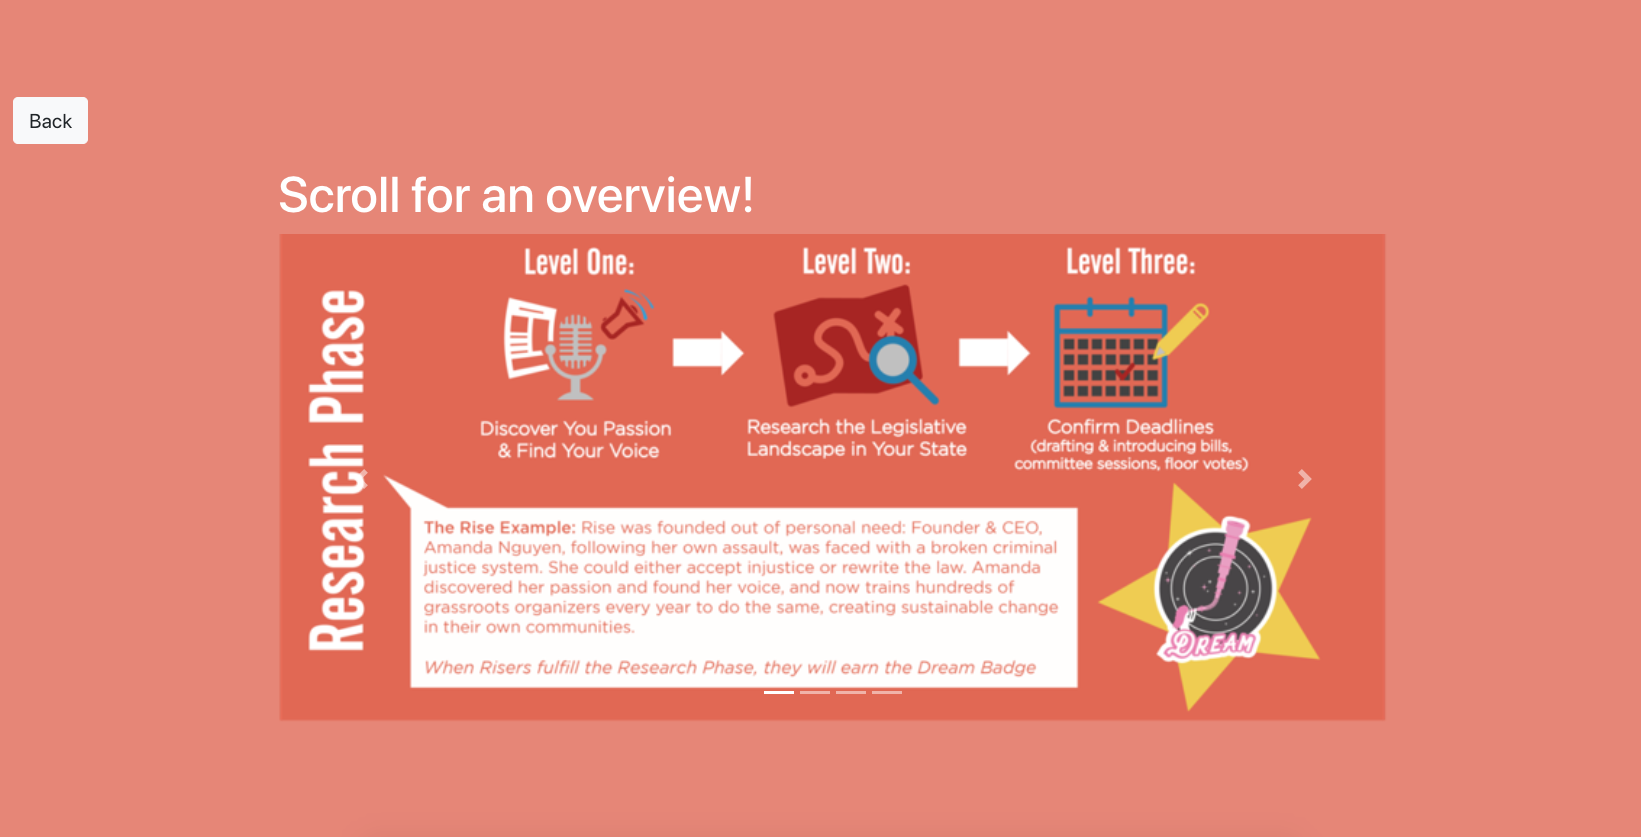 Back
Scroll for an overview!
Research Phase
Level One:
Discover You Passion
& Find Your Voice
Level Two:
Research the Legislative
Landscape in Your State
Level Three:
Confirm Deadlines
(drafting & introducing bills,
committee sessions, floor votes)
The Rise Example: Rise was founded out of personal need: Founder & CEO,
Amanda Nguyen, following her own assault, was faced with a broken criminal
justice system. She could either accept injustice or rewrite the law. Amanda
discovered her passion and found her voice, and now trains hundreds of
grassroots organizers every year to do the same, creating sustainable change
in their own communities.
When Risers fulfill the Research Phase, they will earn the Dream Badge
DREAM